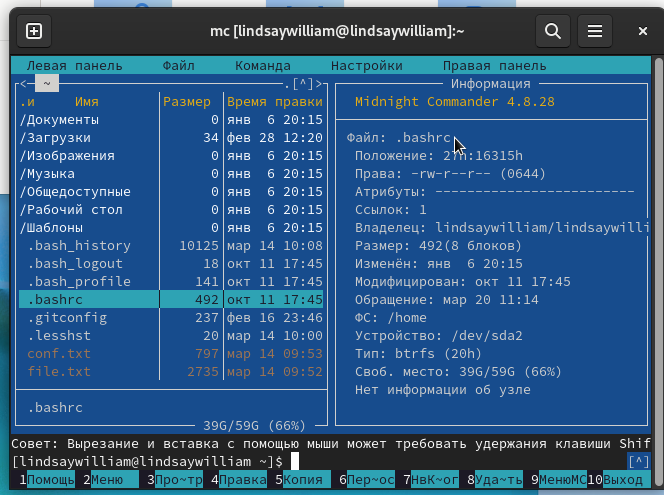 mc [lindsaywilliam@lindsaywilliam]:~
Левая панель Файл Команда Настройки Правая панель
<─ ~ .[^]>
.и Имя Размер Время правки
/Документы 0 янв 6 20:15
/Загрузки 34 фев 28 12:20
/Изображения 0 янв 6 20:15
/Музыка 0 янв 6 20:15
/Общедоступные 0 янв 6 20:15
/Рабочий стол 0 янв 6 20:15
/Шаблоны 0 янв 6 20:15
.bash_history 10125 мар 14 10:08
.bash_logout 18 окт 11 17:45
.bash_profile 141 окт 11 17:45
.bashrc 492 окт 11 17:45
.gitconfig 237 фев 16 23:46
.lesshst 20 мар 14 10:00
conf.txt 797 мар 14 09:53
file.txt 2735 мар 14 09:52
.bashrc
39G/59G (66%)
Информация
Midnight Commander 4.8.28
Файл: .bashrc
Положение: 27h:16315h
Права: -rw-r--r-- (0644)
Атрибуты: -------------------------
Ссылок: 1
Владелец: lindsaywilliam/lindsaywilli
Размер: 492(8 блоков)
Изменён: янв 6 20:15
Модифицирован: окт 11 17:45
Обращение: мар 20 11:14
ФС: /home
Устройство: /dev/sda2
Тип: btrfs (20h)
Своб. место: 39G/59G (66%)
Нет информации об узле
Совет: Вырезание и вставка с помощью мыши может требовать удержания клавиши Shif
[lindsaywilliam@lindsaywilliam ~]$ [^]
1Помощь 2Меню 3Про~тр 4Правка 5Копия 6Пер~ос 7НвК~ог 8Уда~ть 9МенюMC 10Выход